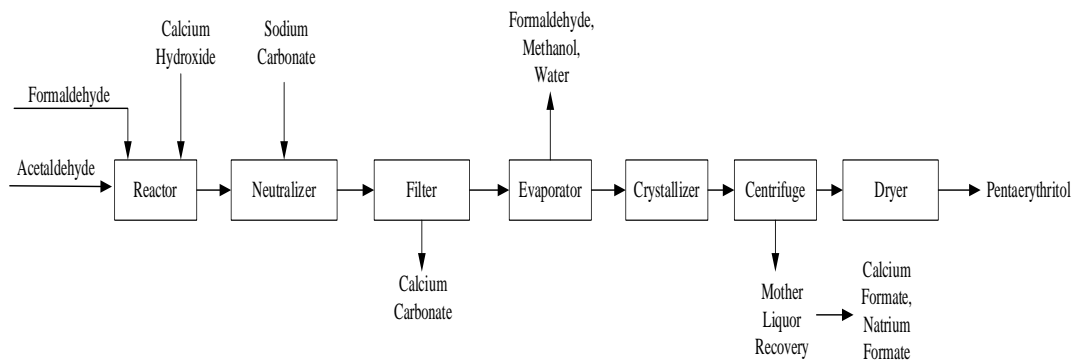 Calcium
Hydroxide
Sodium
Carbonate
Formaldehyde,
Methanol,
Water
Formaldehyde
Acetaldehyde
Reactor
Neutralizer
Filter
Evaporator
Crystallizer
Centrifuge
Dryer
Pentaerythritol
Calcium
Carbonate
Mother
Liquor
Recovery
Calcium
Formate,
Natrium
Formate